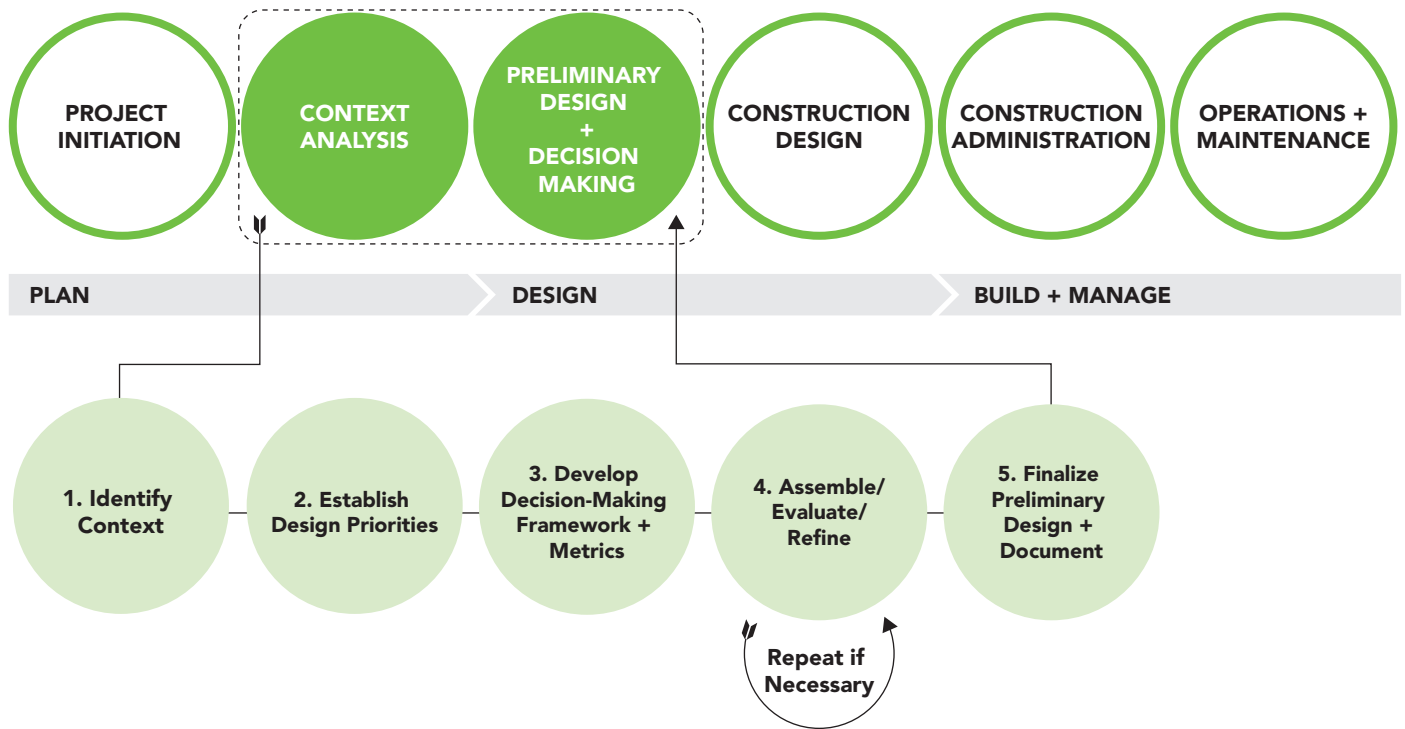 PROJECT
INITIATION
CONTEXT
ANALYSIS
PRELIMINARY
DESIGN
+
DECISION
MAKING
CONSTRUCTION
DESIGN
CONSTRUCTION
ADMINISTRATION
OPERATIONS +
MAINTENANCE
PLAN
DESIGN
BUILD + MANAGE
1. Identify
Context
2. Establish
Design Priorities
3. Develop
Decision-Making
Framework +
Metrics
4. Assemble/
Evaluate/
Refine
5. Finalize
Preliminary
Design +
Document
Repeat if
Necessary